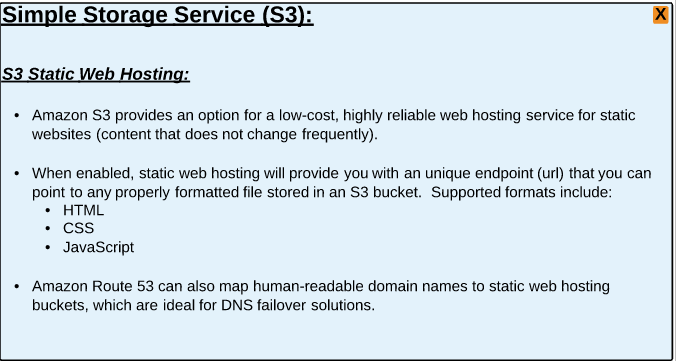 Simple Storage Service (S3):
X
S3 Static Web Hosting:
• Amazon S3 provides an option for a low-cost, highly reliable web hosting service for static
websites (content that does not change frequently).
• When enabled, static web hosting will provide you with an unique endpoint (url) that you can
point to any properly formatted file stored in an S3 bucket.  Supported formats include:
• HTML
• CSS
• JavaScript
• Amazon Route 53 can also map human-readable domain names to static web hosting
buckets, which are ideal for DNS failover solutions.